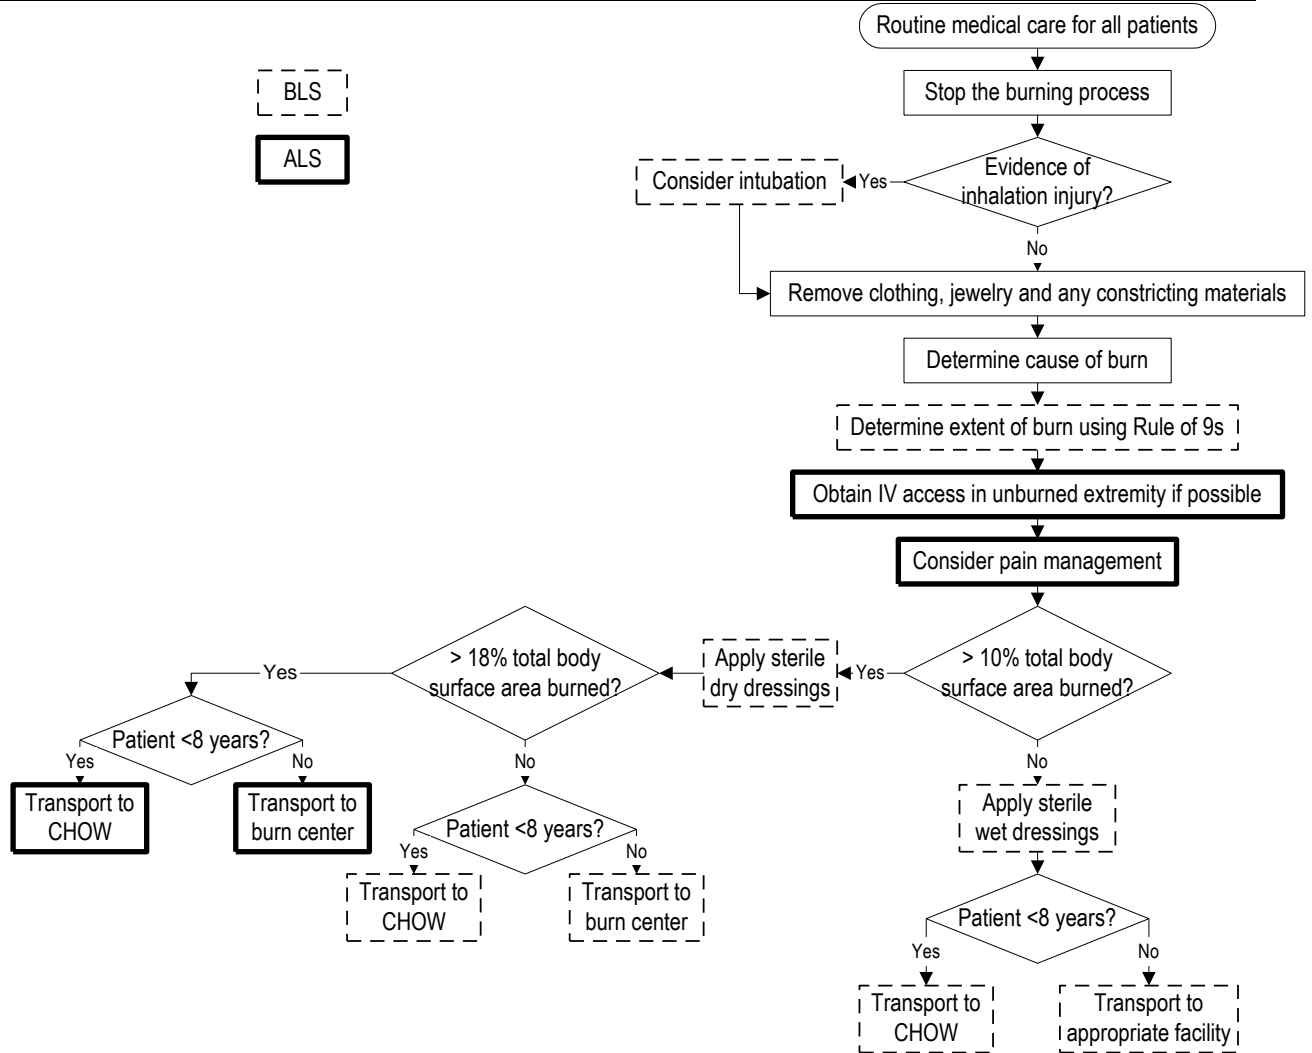 Routine medical care for all patients
BLS
Stop the burning process
ALS
Evidence of
inhalation injury?
Yes
Consider intubation
No
Remove clothing, jewelry and any constricting materials
Determine cause of burn
Determine extent of burn using Rule of 9s
Obtain IV access in unburned extremity if possible
Consider pain management
> 10% total body
surface area burned?
Yes
Apply sterile
dry dressings
> 18% total body
surface area burned?
Yes
Patient <8 years?
Yes
No
Transport to
CHOW
Transport to
burn center
No
Patient <8 years?
Yes
No
Transport to
CHOW
Transport to
burn center
No
Apply sterile
wet dressings
Patient <8 years?
Yes
No
Transport to
CHOW
Transport to
appropriate facility